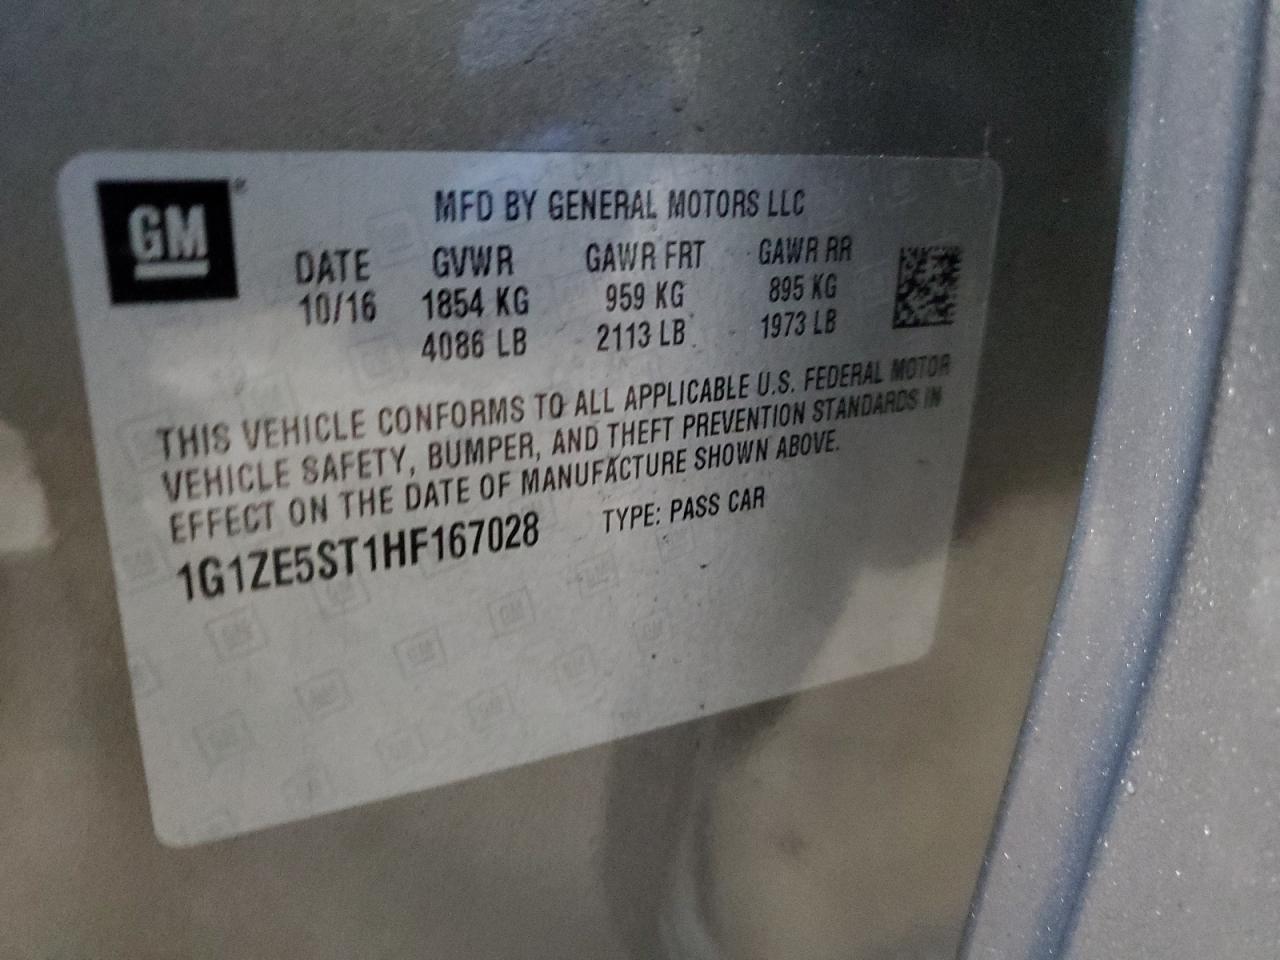 GM®
MFD BY GENERAL MOTORS LLC
DATE GVWR GAWR FRT GAWR RR
10/16 1854 KG 959 KG 895 KG
4086 LB 2113 LB 1973 LB
THIS VEHICLE CONFORMS TO ALL APPLICABLE U.S. FEDERAL MOTOR
VEHICLE SAFETY, BUMPER, AND THEFT PREVENTION STANDARDS IN
EFFECT ON THE DATE OF MANUFACTURE SHOWN ABOVE.
1G1ZE5ST1HF167028 TYPE: PASS CAR